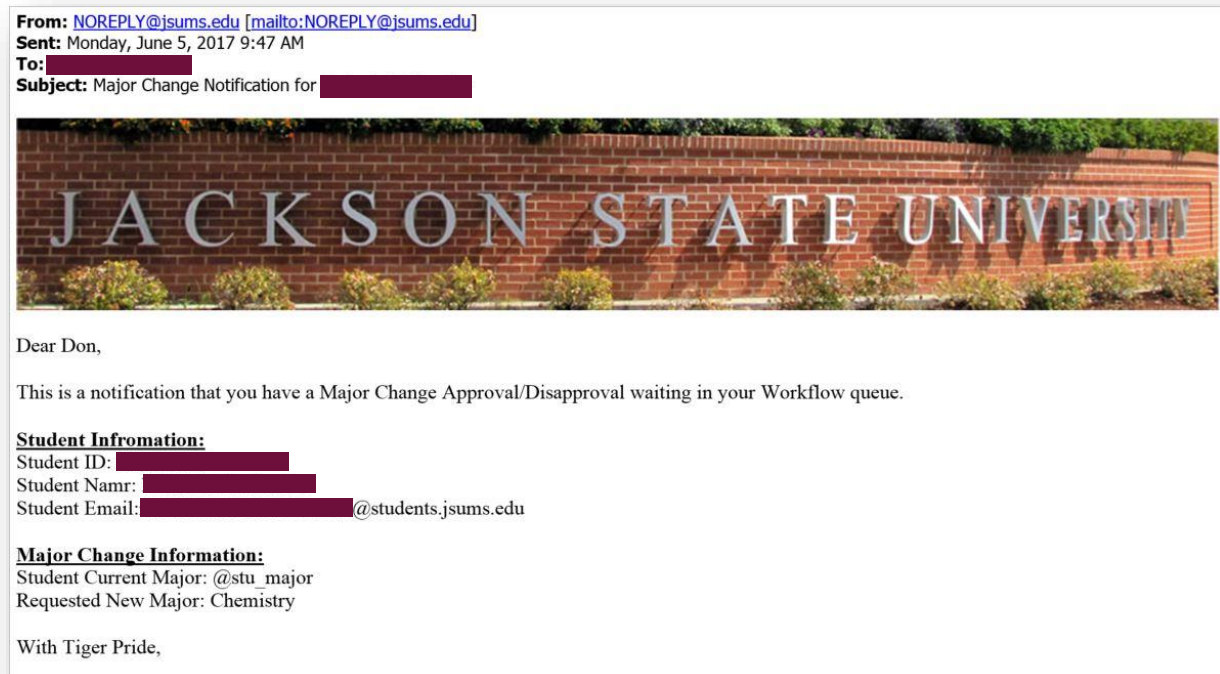 From: NOREPLY@jsums.edu [mailto:NOREPLY@jsums.edu]
Sent: Monday, June 5, 2017 9:47 AM
To:
Subject: Major Change Notification for
JACKSON STATE UNIVERSITY
Dear Don,
This is a notification that you have a Major Change Approval/Disapproval waiting in your Workflow queue.
Student Infromation:
Student ID:
Student Namr:
Student Email: @students.jsums.edu
Major Change Information:
Student Current Major: @stu_major
Requested New Major: Chemistry
With Tiger Pride,